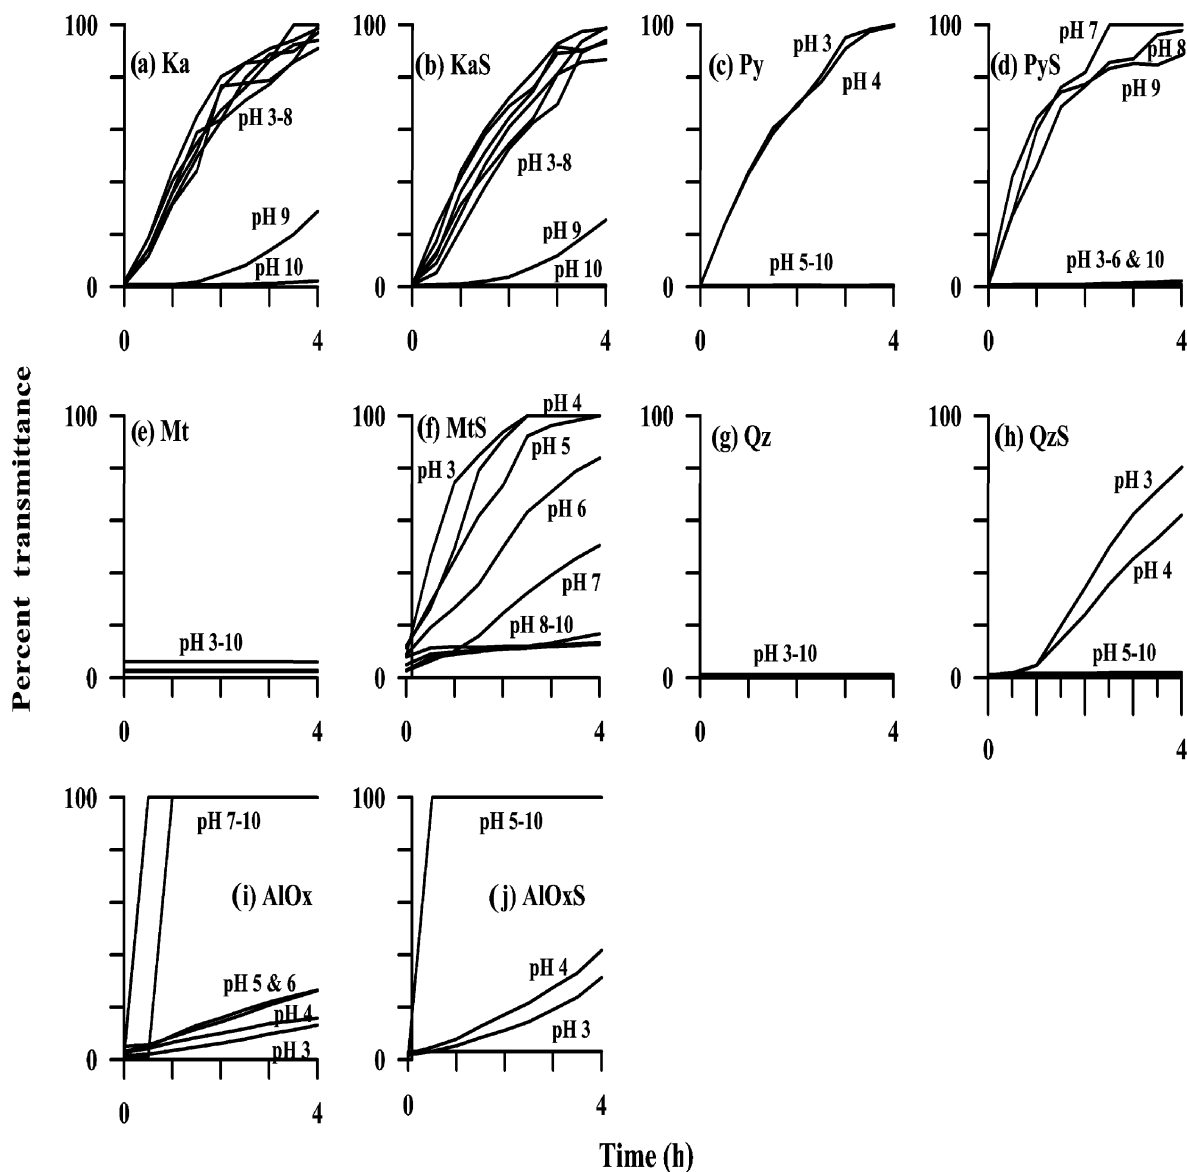 100
(a) Ka
pH 3-8
pH 9
pH 10
0
0
4
(b) KaS
pH 3-8
pH 9
pH 10
100
0
0
4
100
(c) Py
pH 3
pH 4
pH 5-10
0
0
4
100
(d) PyS
pH 7
pH 8
pH 9
pH 3-6 & 10
0
0
4
Percent transmittance
100
(e) Mt
pH 3-10
0
0
4
100
(f) MtS
pH 4
pH 3
pH 5
pH 6
pH 7
pH 8-10
0
0
4
100
(g) Qz
pH 3-10
0
0
4
100
(h) QzS
pH 3
pH 4
pH 5-10
0
0
4
100
pH 7-10
(i) AlOx
pH 5 & 6
pH 4
pH 3
0
0
4
100
pH 5-10
(j) AlOxS
pH 4
pH 3
0
0
4
Time (h)